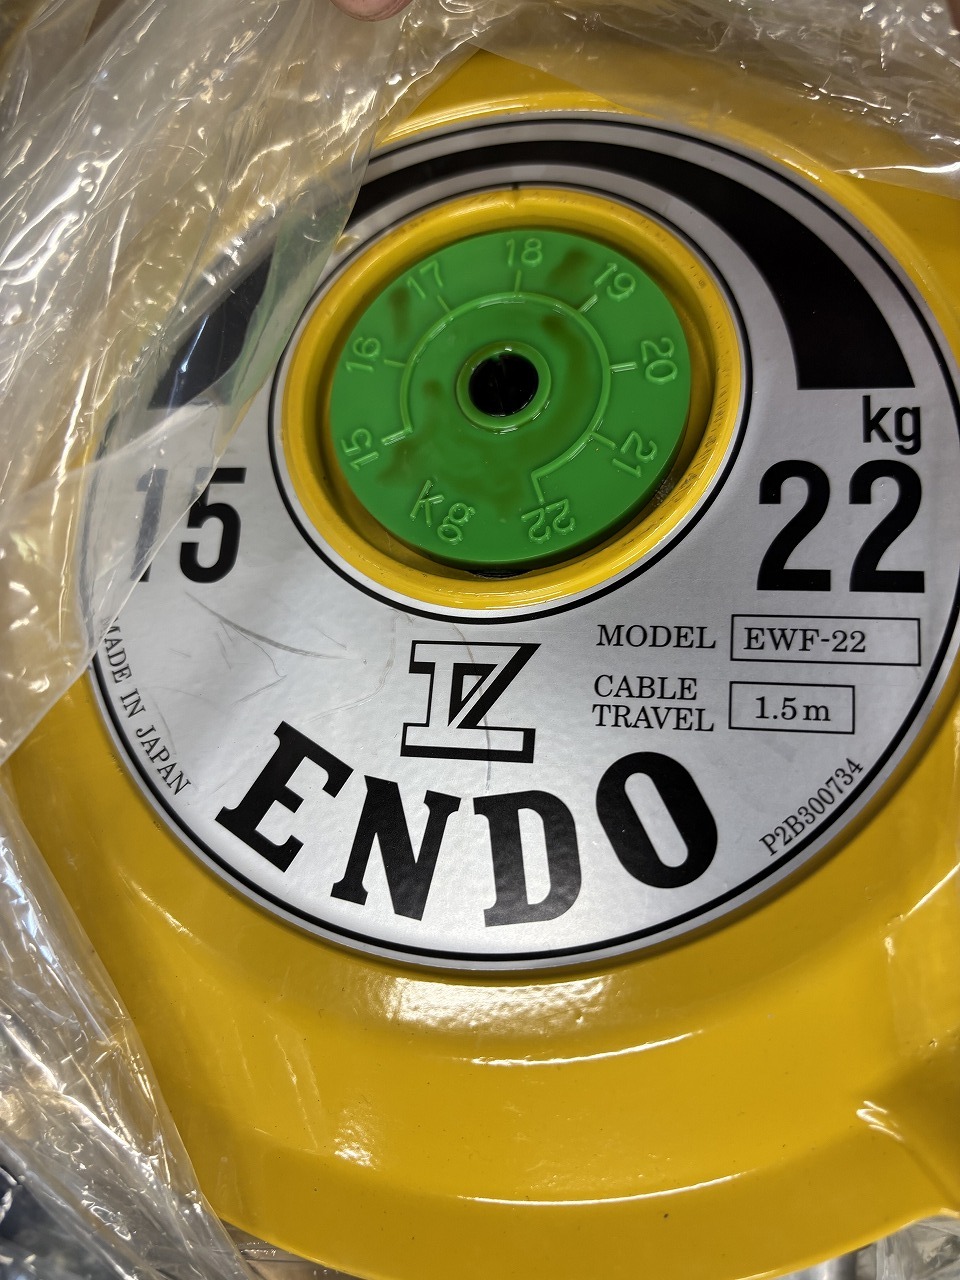 15
16
17
18
19
20
21
22
kg
15
kg
22
MODEL EWF-22
CABLE
TRAVEL 1.5m
MADE IN JAPAN
ENDO
P2B300734